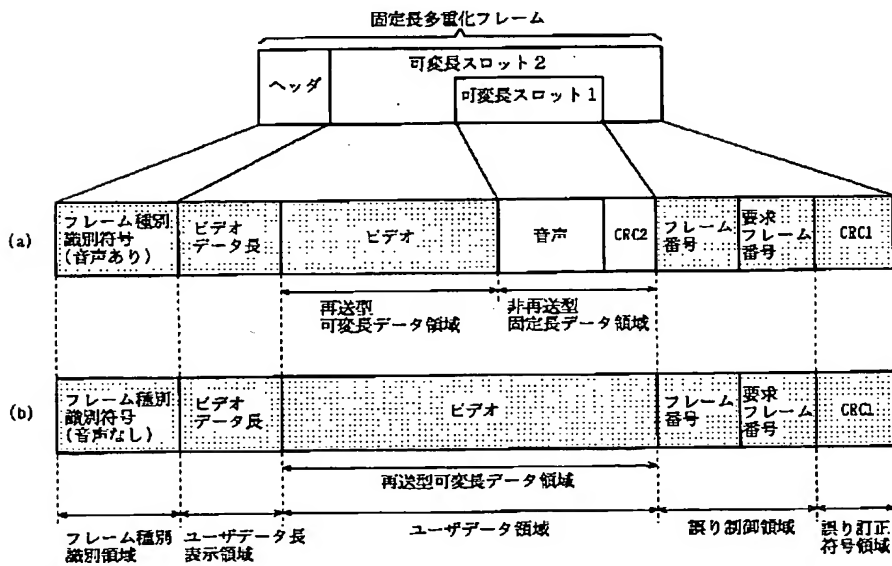 固定長多重化フレーム
ヘッダ
可変長スロット2
可変長スロット1
(a)
フレーム種別
識別符号
(音声あり)
ビデオ
データ長
ビデオ
音声
CRC2
フレーム
番号
要求
フレーム
番号
CRC1
再送型
可変長データ領域
非再送型
固定長データ領域
(b)
フレーム種別
識別符号
(音声なし)
ビデオ
データ長
ビデオ
フレーム
番号
要求
フレーム
番号
CRC1
再送型可変長データ領域
フレーム種別
識別領域
ユーザデータ長
表示領域
ユーザデータ領域
誤り制御領域
誤り訂正
符号領域